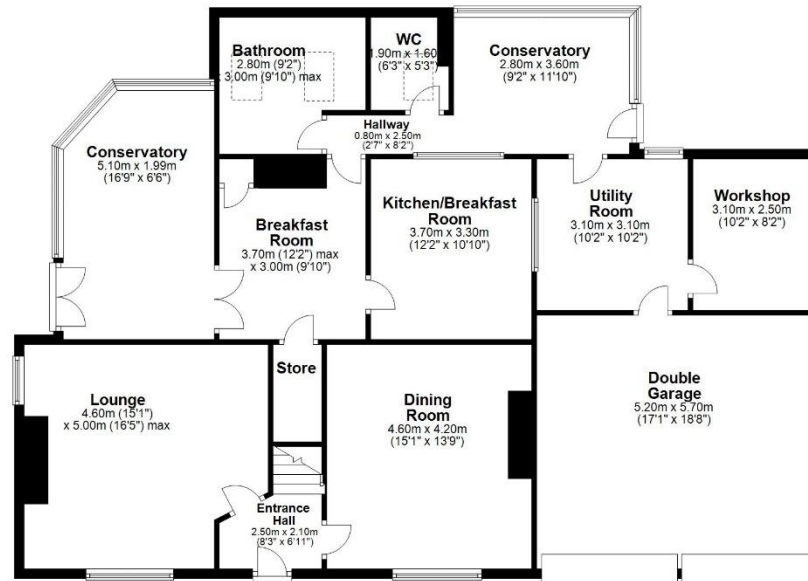 Bathroom
2.80m (9'2")
3.00m (9'10") max
WC
1.90m x 1.60
(6'3" x 5'3")
Conservatory
2.80m x 3.60m
(9'2" x 11'10")
Hallway
0.80m x 2.50m
(2'7" x 8'2")
Conservatory
5.10m x 1.99m
(16'9" x 6'6")
Breakfast
Room
3.70m (12'2") max
x 3.00m (9'10")
Kitchen/Breakfast
Room
3.70m x 3.30m
(12'2" x 10'10")
Utility
Room
3.10m x 3.10m
(10'2" x 10'2")
Workshop
3.10m x 2.50m
(10'2" x 8'2")
Lounge
4.60m (15'1")
x 5.00m (16'5") max
Store
Dining
Room
4.60m x 4.20m
(15'1" x 13'9")
Double
Garage
5.20m x 5.70m
(17'1" x 18'8")
Entrance
Hall
2.50m x 2.10m
(8'3" x 6'11")